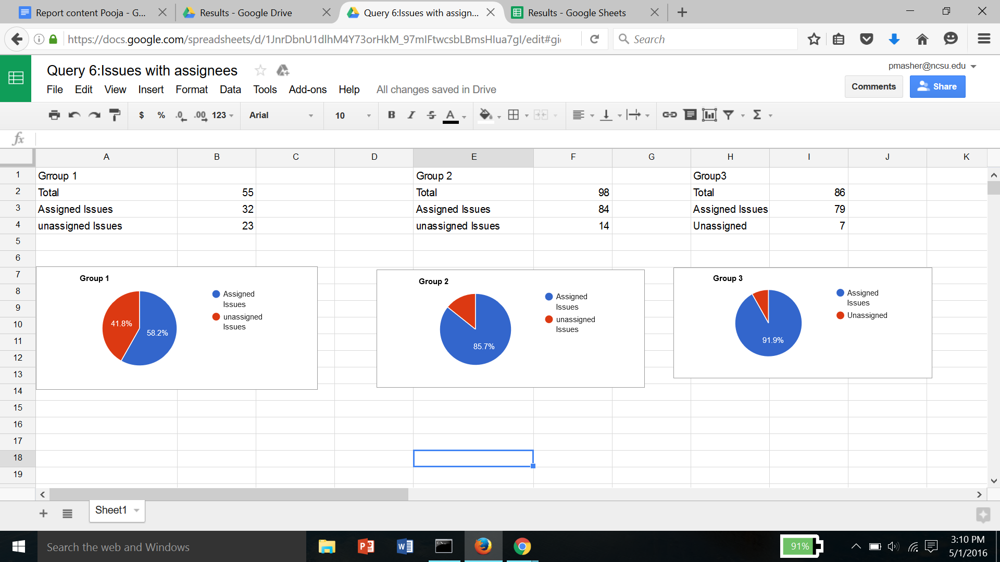 Report content Pooja - G...
Results - Google Drive
Query 6:Issues with assign...
Results - Google Sheets
https://docs.google.com/spreadsheets/d/1JnrDbnU1dlhM4Y73orHkM_97mIFtwcsbLBmsHIua7gI/edit#gi
Search
Query 6:Issues with assignees
pmasher@ncsu.edu
File Edit View Insert Format Data Tools Add-ons Help All changes saved in Drive
Comments
Share
$ % .0 .00 123 Arial 10 B I S A Σ
fx
A B C D E F G H I J K
1 Grroup 1 Group 2 Group3
2 Total 55 Total 98 Total 86
3 Assigned Issues 32 Assigned Issues 84 Assigned Issues 79
4 unassigned Issues 23 unassigned Issues 14 Unassigned 7
5
6
7
8
9
10
11
12
13
14
15
16
17
18
19
Group 1
Assigned
Issues
unassigned
Issues
41.8%
58.2%
Group 2
Assigned
Issues
unassigned
Issues
85.7%
Group 3
Assigned
Issues
Unassigned
91.9%
Sheet1
Search the web and Windows
91%
3:10 PM
5/1/2016